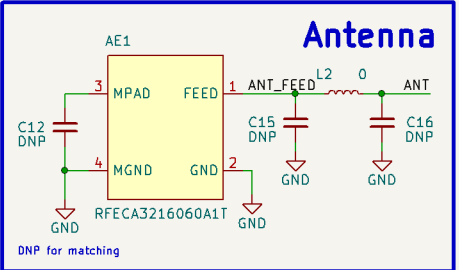 Antenna
AE1
3 MPAD FEED 1 ANT_FEED L2 0 ANT
C12
DNP
C15
DNP
C16
DNP
4 MGND GND 2
GND GND
GND GND
RFECA3216060A1T
DNP for matching